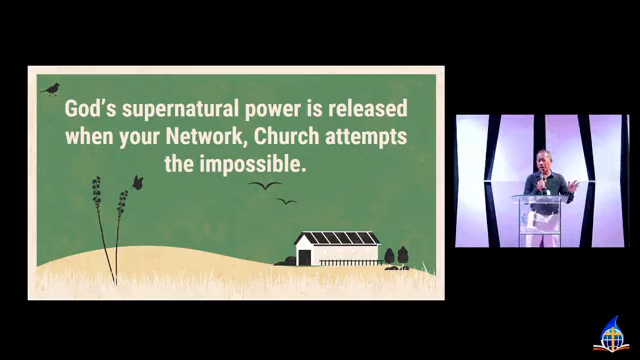 God's supernatural power is released
when your Network, Church attempts
the impossible.